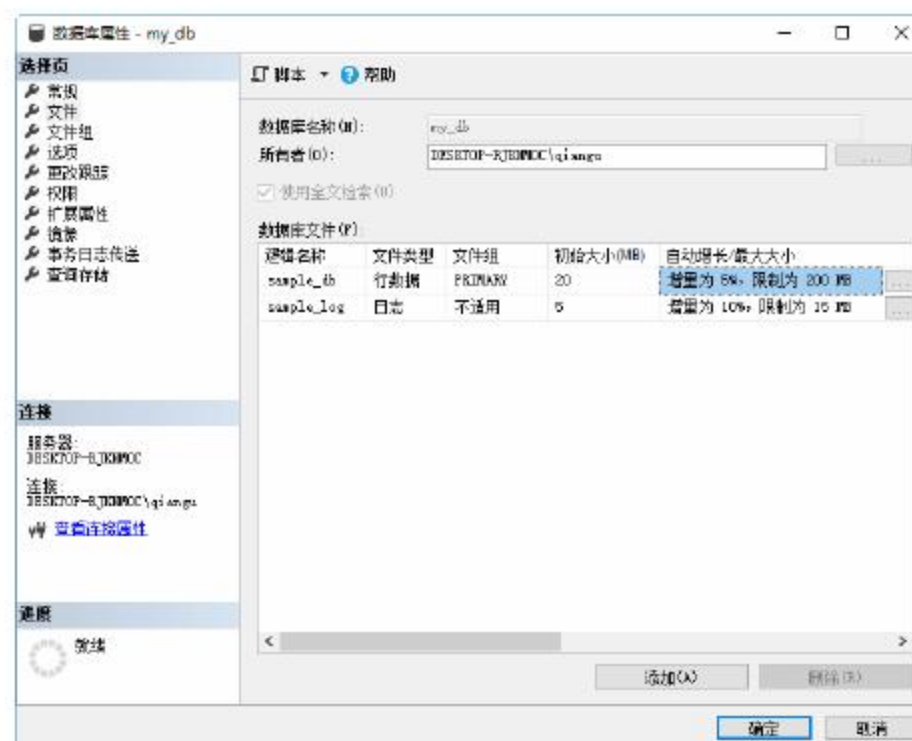 数据库属性 - my_db
选择页
常规
文件
文件组
选项
更改跟踪
权限
扩展属性
镜像
事务日志传送
查询存储
连接
服务器:
DESKTOP-RJKNMOC
连接:
DESKTOP-RJKNMOC\qiangu
查看连接属性
进度
就绪
脚本 帮助
数据库名称(N): my_db
所有者(O): DESKTOP-RJKNMOC\qiangu ...
使用全文检索(U)
数据库文件(F):
逻辑名称 文件类型 文件组 初始大小(MB) 自动增长/最大大小
sample_db 行数据 PRIMARY 20 增量为 5%, 限制为 200 MB ...
sample_log 日志 不适用 5 增量为 10%, 限制为 15 MB ...
添加(A) 删除(R)
确定 取消